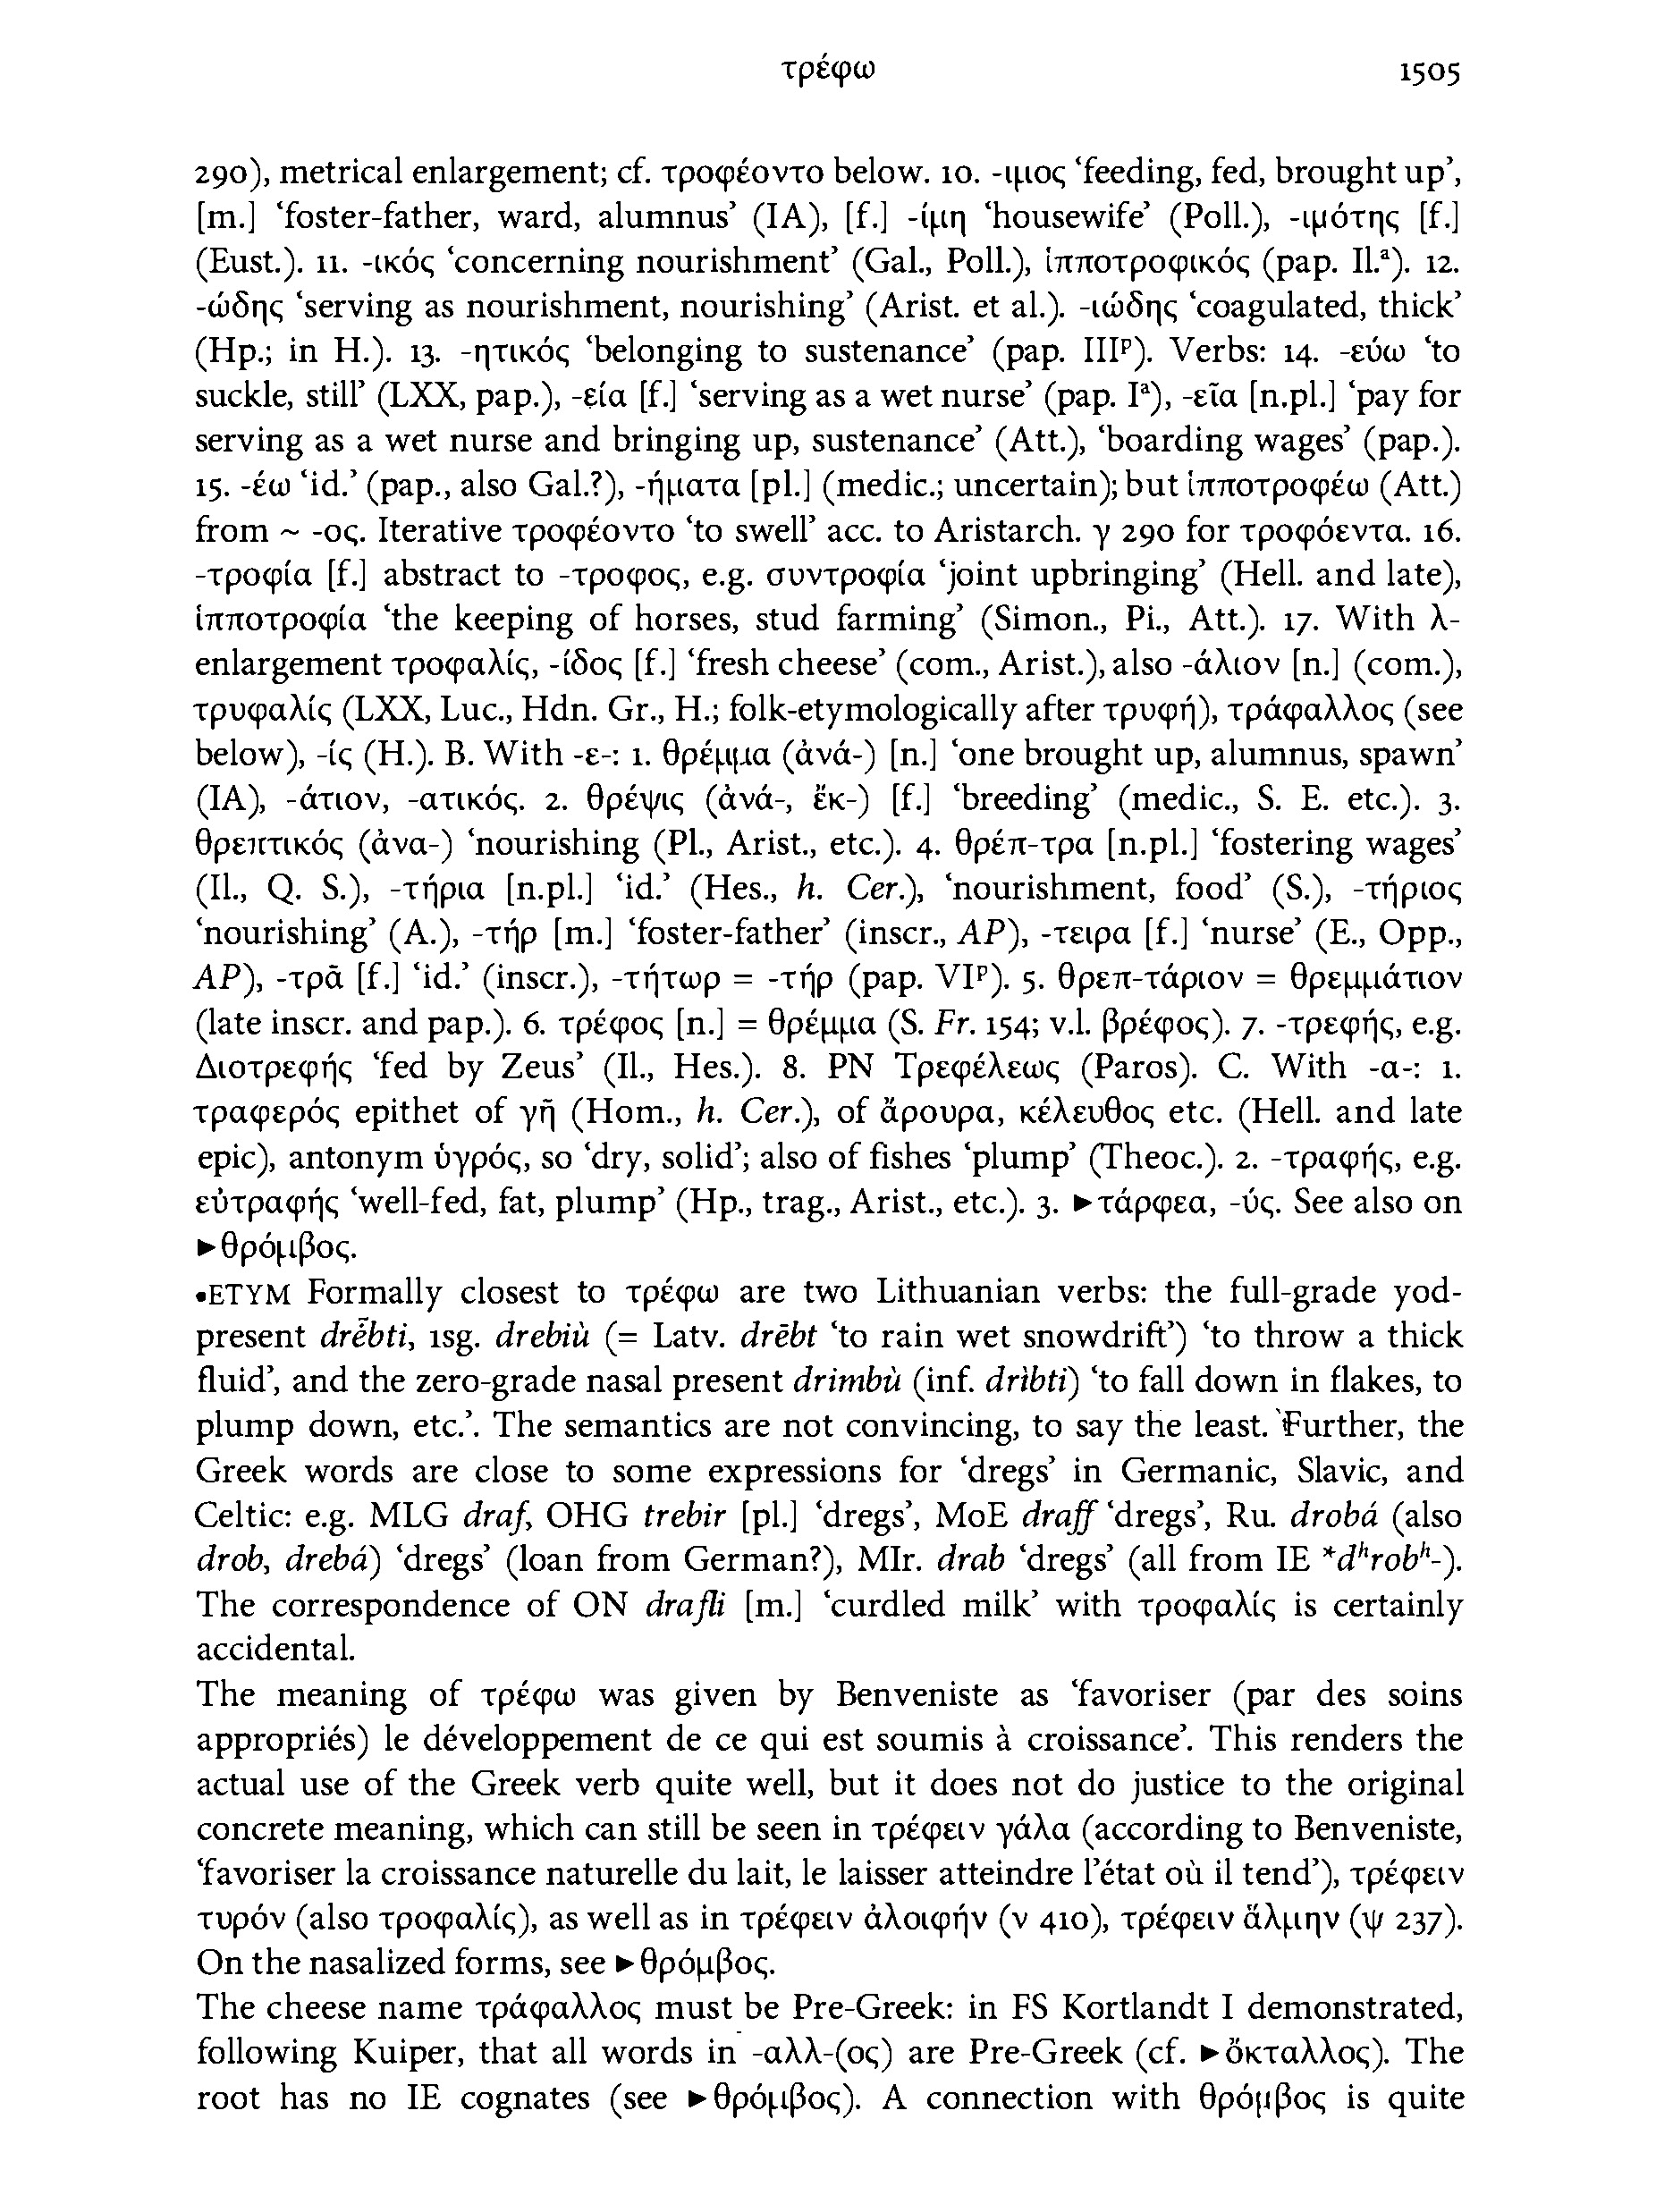 τρέφω 1505
290), metrical enlargement; cf. τροφέοντο below. 10. -ιμος ‘feeding, fed, brought up’,
[m.] ‘foster-father, ward, alumnus’ (IA), [f.] -ίμη ‘housewife’ (Poll.), -ιμότης [f.]
(Eust.). 11. -ικός ‘concerning nourishment’ (Gal., Poll.), ἱπποτροφικός (pap. II.ᵃ). 12.
-ώδης ‘serving as nourishment, nourishing’ (Arist. et al.). -ιώδης ‘coagulated, thick’
(Hp.; in H.). 13. -ητικός ‘belonging to sustenance’ (pap. IIIᵖ). Verbs: 14. -εύω ‘to
suckle, still’ (LXX, pap.), -εία [f.] ‘serving as a wet nurse’ (pap. Iᵃ), -εῖα [n.pl.] ‘pay for
serving as a wet nurse and bringing up, sustenance’ (Att.), ‘boarding wages’ (pap.).
15. -έω ‘id.’ (pap., also Gal.?), -ήματα [pl.] (medic.; uncertain); but ἱπποτροφέω (Att.)
from ~ -ος. Iterative τροφέοντο ‘to swell’ acc. to Aristarch. γ 290 for τροφόεντα. 16.
-τροφία [f.] abstract to -τροφος, e.g. συντροφία ‘joint upbringing’ (Hell. and late),
ἱπποτροφία ‘the keeping of horses, stud farming’ (Simon., Pi., Att.). 17. With λ-
enlargement τροφαλίς, -ίδος [f.] ‘fresh cheese’ (com., Arist.), also -άλιον [n.] (com.),
τρυφαλίς (LXX, Luc., Hdn. Gr., H.; folk-etymologically after τρυφή), τράφαλλος (see
below), -ίς (H.). B. With -ε-: 1. θρέμμα (ἀνά-) [n.] ‘one brought up, alumnus, spawn’
(IA), -άτιον, -ατικός. 2. θρέψις (ἀνά-, ἔκ-) [f.] ‘breeding’ (medic., S. E. etc.). 3.
θρεπτικός (ἀνα-) ‘nourishing (Pl., Arist., etc.). 4. θρέπ-τρα [n.pl.] ‘fostering wages’
(Il., Q. S.), -τήρια [n.pl.] ‘id.’ (Hes., h. Cer.), ‘nourishment, food’ (S.), -τήριος
‘nourishing’ (A.), -τήρ [m.] ‘foster-father’ (inscr., AP), -τειρα [f.] ‘nurse’ (E., Opp.,
AP), -τρᾶ [f.] ‘id.’ (inscr.), -τήτωρ = -τήρ (pap. VIᵖ). 5. θρεπ-τάριον = θρεμμάτιον
(late inscr. and pap.). 6. τρέφος [n.] = θρέμμα (S. Fr. 154; v.l. βρέφος). 7. -τρεφής, e.g.
Διοτρεφής ‘fed by Zeus’ (Il., Hes.). 8. PN Τρεφέλεως (Paros). C. With -α-: 1.
τραφερός epithet of γῆ (Hom., h. Cer.), of ἄρουρα, κέλευθος etc. (Hell. and late
epic), antonym ὑγρός, so ‘dry, solid’; also of fishes ‘plump’ (Theoc.). 2. -τραφής, e.g.
εὐτραφής ‘well-fed, fat, plump’ (Hp., trag., Arist., etc.). 3. ►τάρφεα, -ύς. See also on
►θρόμβος.
•ETYM Formally closest to τρέφω are two Lithuanian verbs: the full-grade yod-
present drė̃bti, 1sg. drebiù (= Latv. drêbt ‘to rain wet snowdrift’) ‘to throw a thick
fluid’, and the zero-grade nasal present drimbù (inf. drìbti) ‘to fall down in flakes, to
plump down, etc.’. The semantics are not convincing, to say the least. Further, the
Greek words are close to some expressions for ‘dregs’ in Germanic, Slavic, and
Celtic: e.g. MLG draf, OHG trebir [pl.] ‘dregs’, MoE draff ‘dregs’, Ru. drobá (also
drob, drebá) ‘dregs’ (loan from German?), MIr. drab ‘dregs’ (all from IE *dʰrobʰ-).
The correspondence of ON drafli [m.] ‘curdled milk’ with τροφαλίς is certainly
accidental.
The meaning of τρέφω was given by Benveniste as ‘favoriser (par des soins
appropriés) le développement de ce qui est soumis à croissance’. This renders the
actual use of the Greek verb quite well, but it does not do justice to the original
concrete meaning, which can still be seen in τρέφειν γάλα (according to Benveniste,
‘favoriser la croissance naturelle du lait, le laisser atteindre l’état où il tend’), τρέφειν
τυρόν (also τροφαλίς), as well as in τρέφειν ἀλοιφήν (ν 410), τρέφειν ἅλμην (ψ 237).
On the nasalized forms, see ►θρόμβος.
The cheese name τράφαλλος must be Pre-Greek: in FS Kortlandt I demonstrated,
following Kuiper, that all words in -αλλ-(ος) are Pre-Greek (cf. ►ὄκταλλος). The
root has no IE cognates (see ►θρόμβος). A connection with θρόμβος is quite